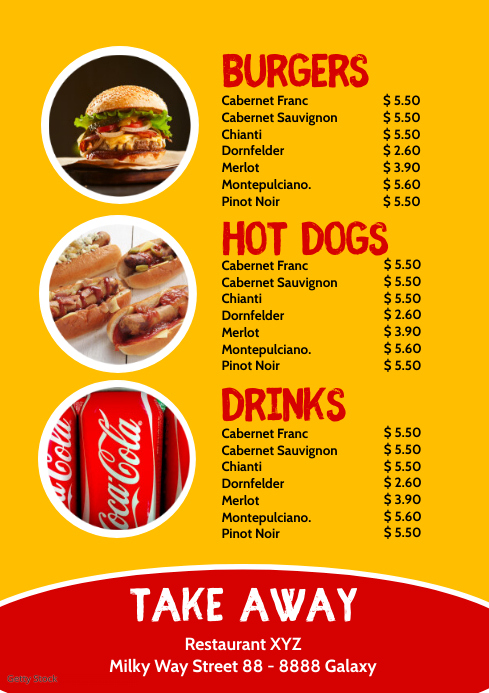 BURGERS
Cabernet Franc $ 5.50
Cabernet Sauvignon $ 5.50
Chianti $ 5.50
Dornfelder $ 2.60
Merlot $ 3.90
Montepulciano. $ 5.60
Pinot Noir $ 5.50
HOT DOGS
Cabernet Franc $ 5.50
Cabernet Sauvignon $ 5.50
Chianti $ 5.50
Dornfelder $ 2.60
Merlot $ 3.90
Montepulciano. $ 5.60
Pinot Noir $ 5.50
Coca-Cola
DRINKS
Cabernet Franc $ 5.50
Cabernet Sauvignon $ 5.50
Chianti $ 5.50
Dornfelder $ 2.60
Merlot $ 3.90
Montepulciano. $ 5.60
Pinot Noir $ 5.50
TAKE AWAY
Restaurant XYZ
Milky Way Street 88 - 8888 Galaxy
Getty Stock